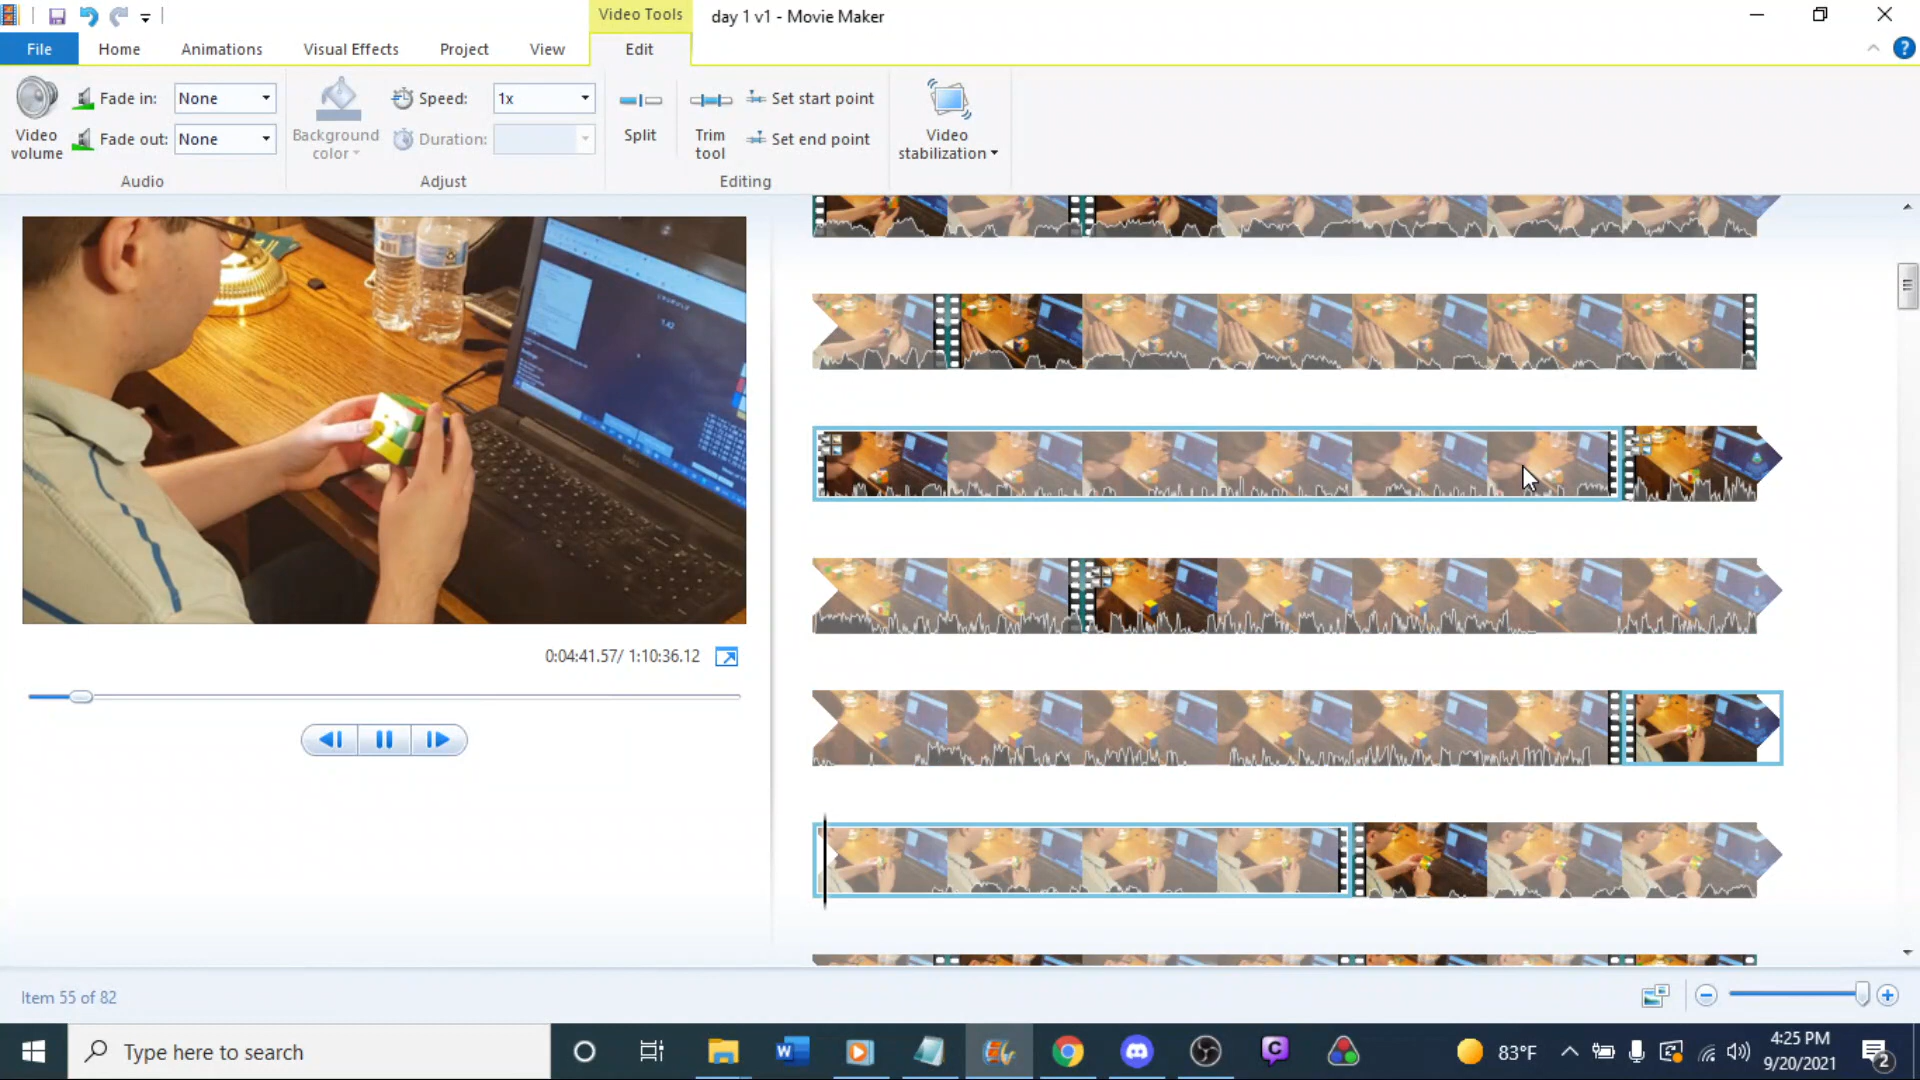 Video Tools
day 1 v1 - Movie Maker
File
Home
Animations
Visual Effects
Project
View
Edit
Video volume
Fade in:
None
Fade out:
None
Audio
Background color
Speed:
1x
Duration:
Adjust
Split
Trim tool
Set start point
Set end point
Editing
Video stabilization
0:04:41.57/ 1:10:36.12
Item 55 of 82
Type here to search
83°F
4:25 PM
9/20/2021
2